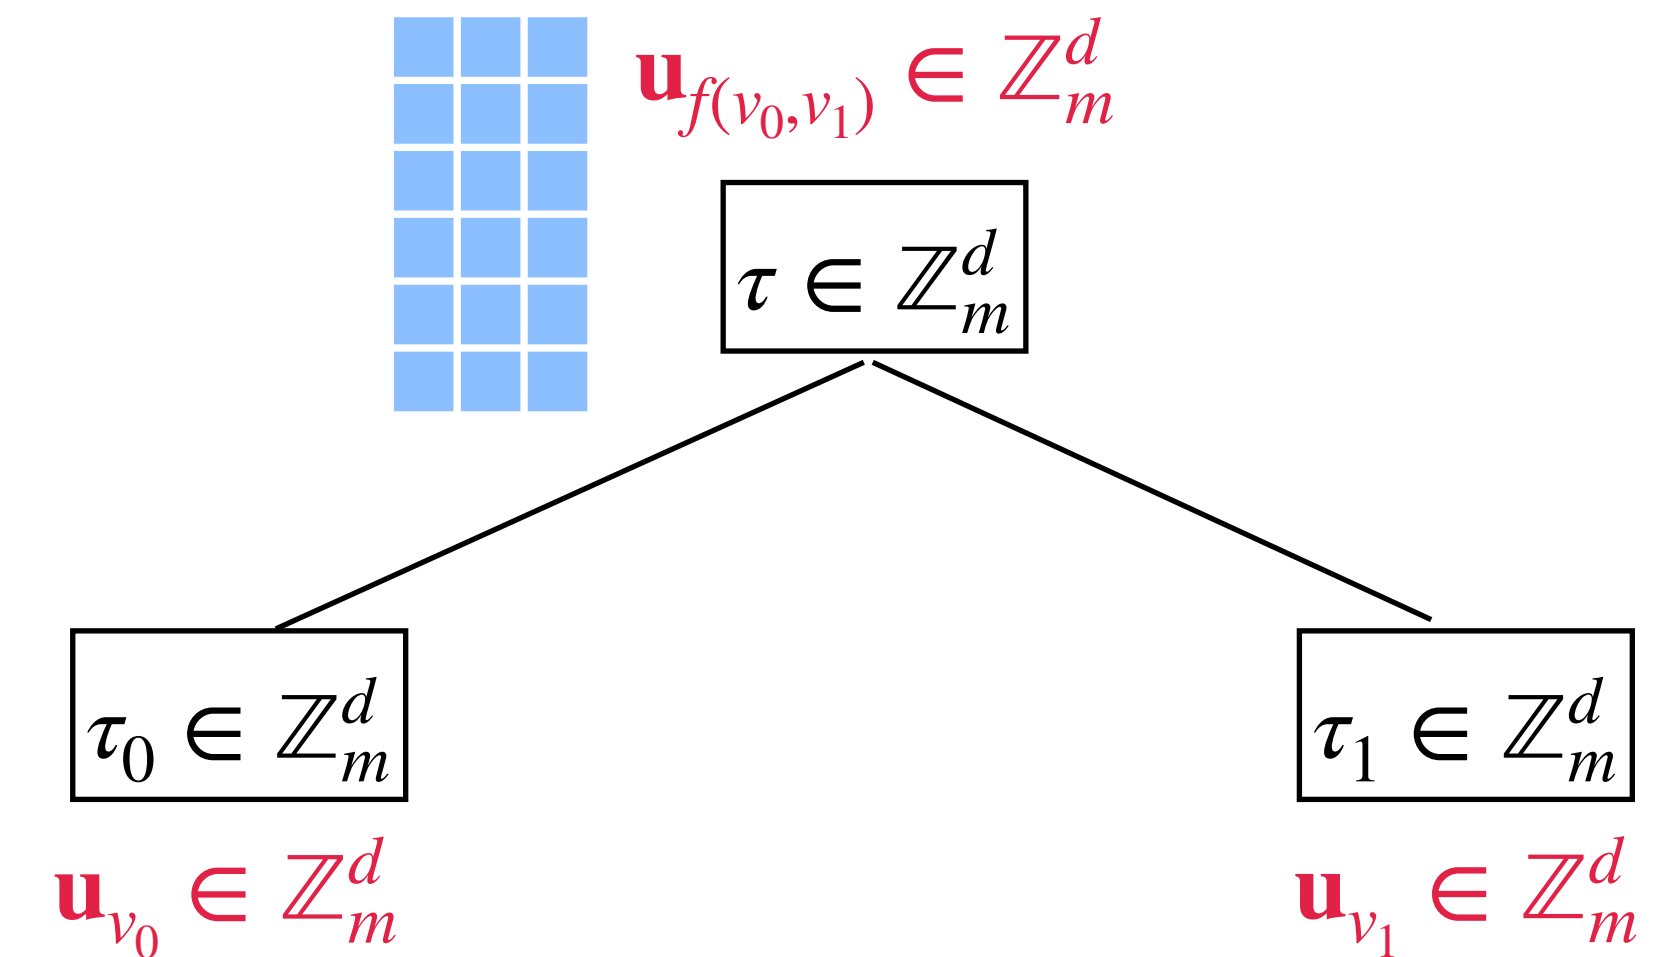 𝐮_{f(v_0,v_1)} ∈ ℤ_m^d
τ ∈ ℤ_m^d
τ_0 ∈ ℤ_m^d
τ_1 ∈ ℤ_m^d
𝐮_{v_0} ∈ ℤ_m^d
𝐮_{v_1} ∈ ℤ_m^d